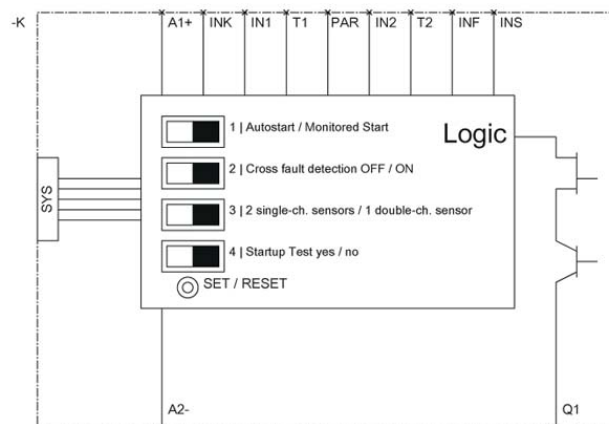 -K A1+ INK IN1 T1 PAR IN2 T2 INF INS
1 | Autostart / Monitored Start
Logic
2 | Cross fault detection OFF / ON
SYS
3 | 2 single-ch. sensors / 1 double-ch. sensor
4 | Startup Test yes / no
SET / RESET
A2- Q1